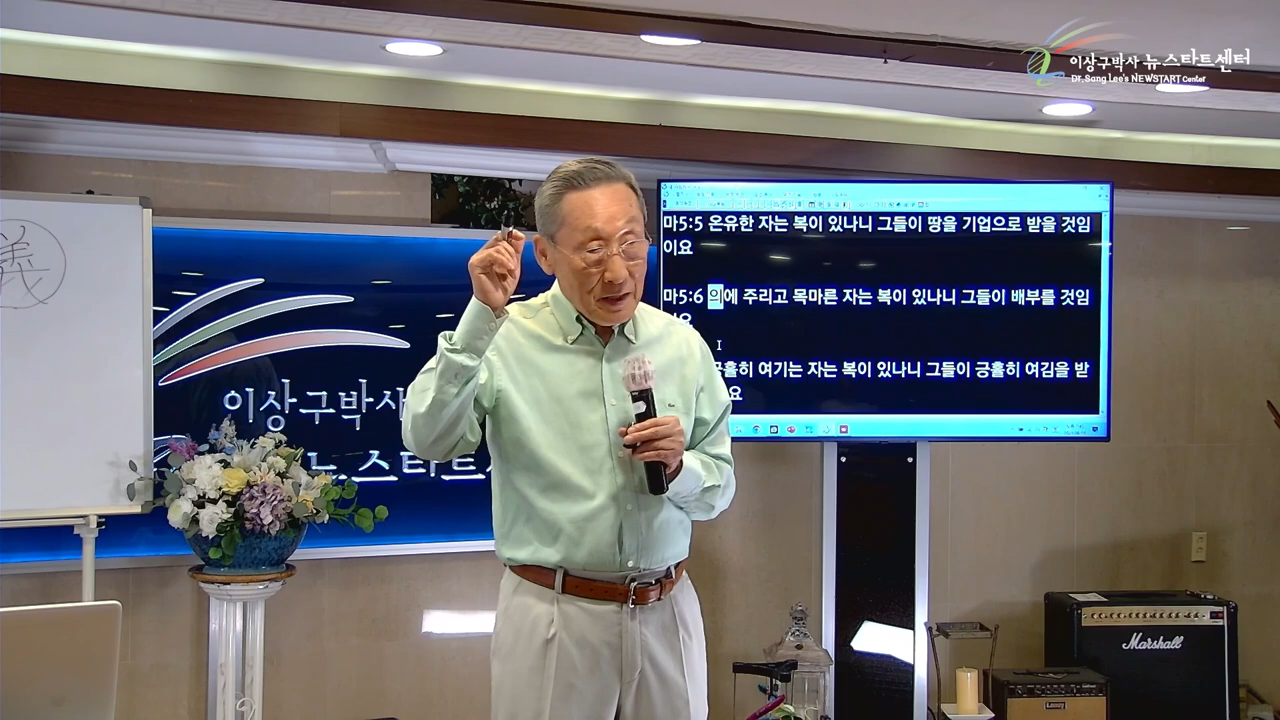 이상구박사 뉴스타트센터
Dr. Sang Lee's NEWSTART Center
義
이상구박사
뉴스타트
마5:5 온유한 자는 복이 있나니 그들이 땅을 기업으로 받을 것임
이요
마5:6 의에 주리고 목마른 자는 복이 있나니 그들이 배부를 것임
긍휼히 여기는 자는 복이 있나니 그들이 긍휼히 여김을 받
요
Marshall
Laney